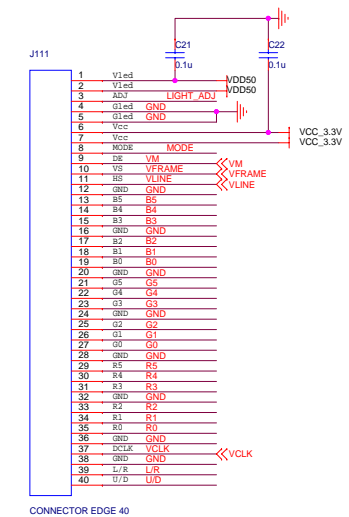 C21 C22
J111
0.1u 0.1u
1 Vled VDD50
2 Vled VDD50
3 ADJ LIGHT_ADJ
4 Gled GND
5 Gled GND
6 Vcc VCC_3.3V
7 Vcc VCC_3.3V
8 MODE MODE
9 DE VM VM
10 VS VFRAME VFRAME
11 HS VLINE VLINE
12 GND GND
13 B5 B5
14 B4 B4
15 B3 B3
16 GND GND
17 B2 B2
18 B1 B1
19 B0 B0
20 GND GND
21 G5 G5
22 G4 G4
23 G3 G3
24 GND GND
25 G2 G2
26 G1 G1
27 G0 G0
28 GND GND
29 R5 R5
30 R4 R4
31 R3 R3
32 GND GND
33 R2 R2
34 R1 R1
35 R0 R0
36 GND GND
37 DCLK VCLK VCLK
38 GND GND
39 L/R L/R
40 U/D U/D
CONNECTOR EDGE 40